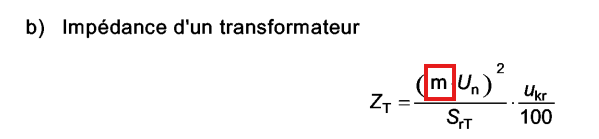 b) Impédance d'un transformateur
Z_T = (m U_n)^2 / S_rT · u_kr / 100